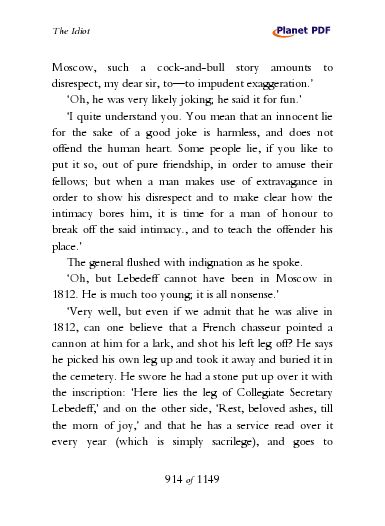 The Idiot
Planet PDF
Moscow, such a cock-and-bull story amounts to
disrespect, my dear sir, to—to impudent exaggeration.'
'Oh, he was very likely joking; he said it for fun.'
'I quite understand you. You mean that an innocent lie
for the sake of a good joke is harmless, and does not
offend the human heart. Some people lie, if you like to
put it so, out of pure friendship, in order to amuse their
fellows; but when a man makes use of extravagance in
order to show his disrespect and to make clear how the
intimacy bores him, it is time for a man of honour to
break off the said intimacy., and to teach the offender his
place.'
The general flushed with indignation as he spoke.
'Oh, but Lebedeff cannot have been in Moscow in
1812. He is much too young; it is all nonsense.'
'Very well, but even if we admit that he was alive in
1812, can one believe that a French chasseur pointed a
cannon at him for a lark, and shot his left leg off? He says
he picked his own leg up and took it away and buried it in
the cemetery. He swore he had a stone put up over it with
the inscription: 'Here lies the leg of Collegiate Secretary
Lebedeff,' and on the other side, 'Rest, beloved ashes, till
the morn of joy,' and that he has a service read over it
every year (which is simply sacrilege), and goes to
914 of 1149